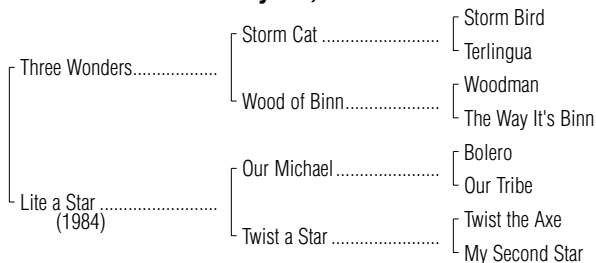 Storm Bird
Storm Cat ........................
Terlingua
Three Wonders.................
Woodman
Wood of Binn...................
The Way It's Binn
Bolero
Our Michael .....................
Our Tribe
Lite a Star ........................
(1984)
Twist the Axe
Twist a Star ......................
My Second Star